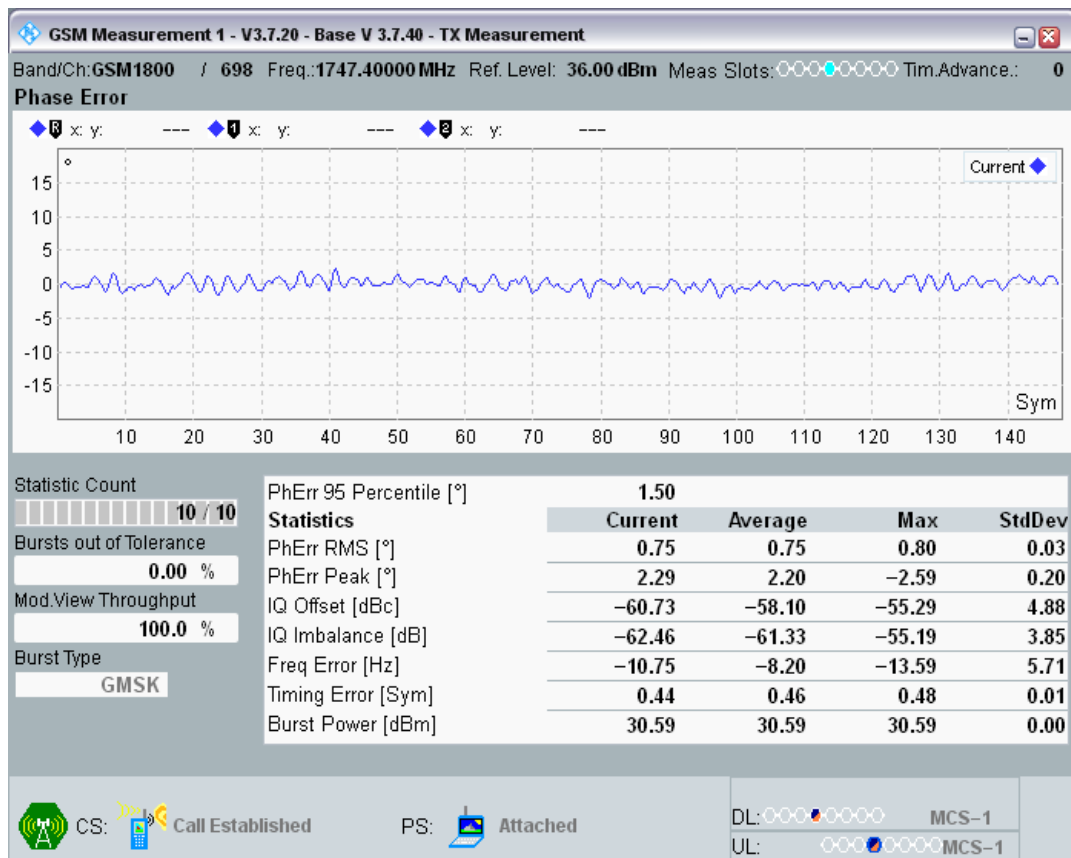 GSM Measurement 1 - V3.7.20 - Base V 3.7.40 - TX Measurement
Band/Ch:GSM1800 / 698 Freq.:1747.40000 MHz Ref. Level: 36.00 dBm Meas Slots: Tim.Advance.: 0
Phase Error
R x: y: --- 1 x: y: --- 2 x: y: ---
°
Current
15
10
5
0
-5
-10
-15
Sym
10 20 30 40 50 60 70 80 90 100 110 120 130 140
Statistic Count
10 / 10
Bursts out of Tolerance
0.00 %
Mod.View Throughput
100.0 %
Burst Type
GMSK
PhErr 95 Percentile [°] 1.50
Statistics Current Average Max StdDev
PhErr RMS [°] 0.75 0.75 0.80 0.03
PhErr Peak [°] 2.29 2.20 −2.59 0.20
IQ Offset [dBc] −60.73 −58.10 −55.29 4.88
IQ Imbalance [dB] −62.46 −61.33 −55.19 3.85
Freq Error [Hz] −10.75 −8.20 −13.59 5.71
Timing Error [Sym] 0.44 0.46 0.48 0.01
Burst Power [dBm] 30.59 30.59 30.59 0.00
CS: Call Established PS: Attached
DL: MCS−1
UL: MCS−1